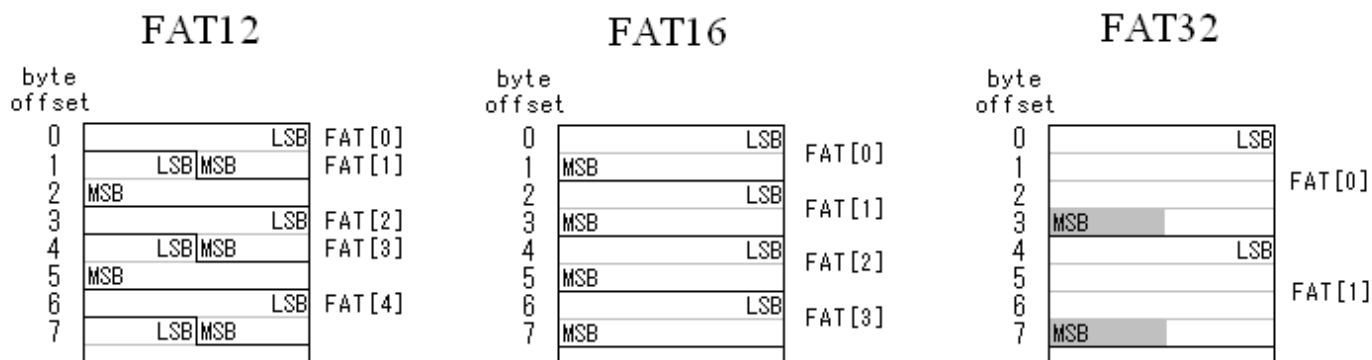 FAT12
byte
offset
0 LSB FAT[0]
1 LSB MSB FAT[1]
2 MSB
3 LSB FAT[2]
4 LSB MSB FAT[3]
5 MSB
6 LSB FAT[4]
7 LSB MSB
FAT16
byte
offset
0 LSB
FAT[0]
1 MSB
2 LSB
FAT[1]
3 MSB
4 LSB
FAT[2]
5 MSB
6 LSB
FAT[3]
7 MSB
FAT32
byte
offset
0 LSB
1
FAT[0]
2
3 MSB
4 LSB
5
FAT[1]
6
7 MSB